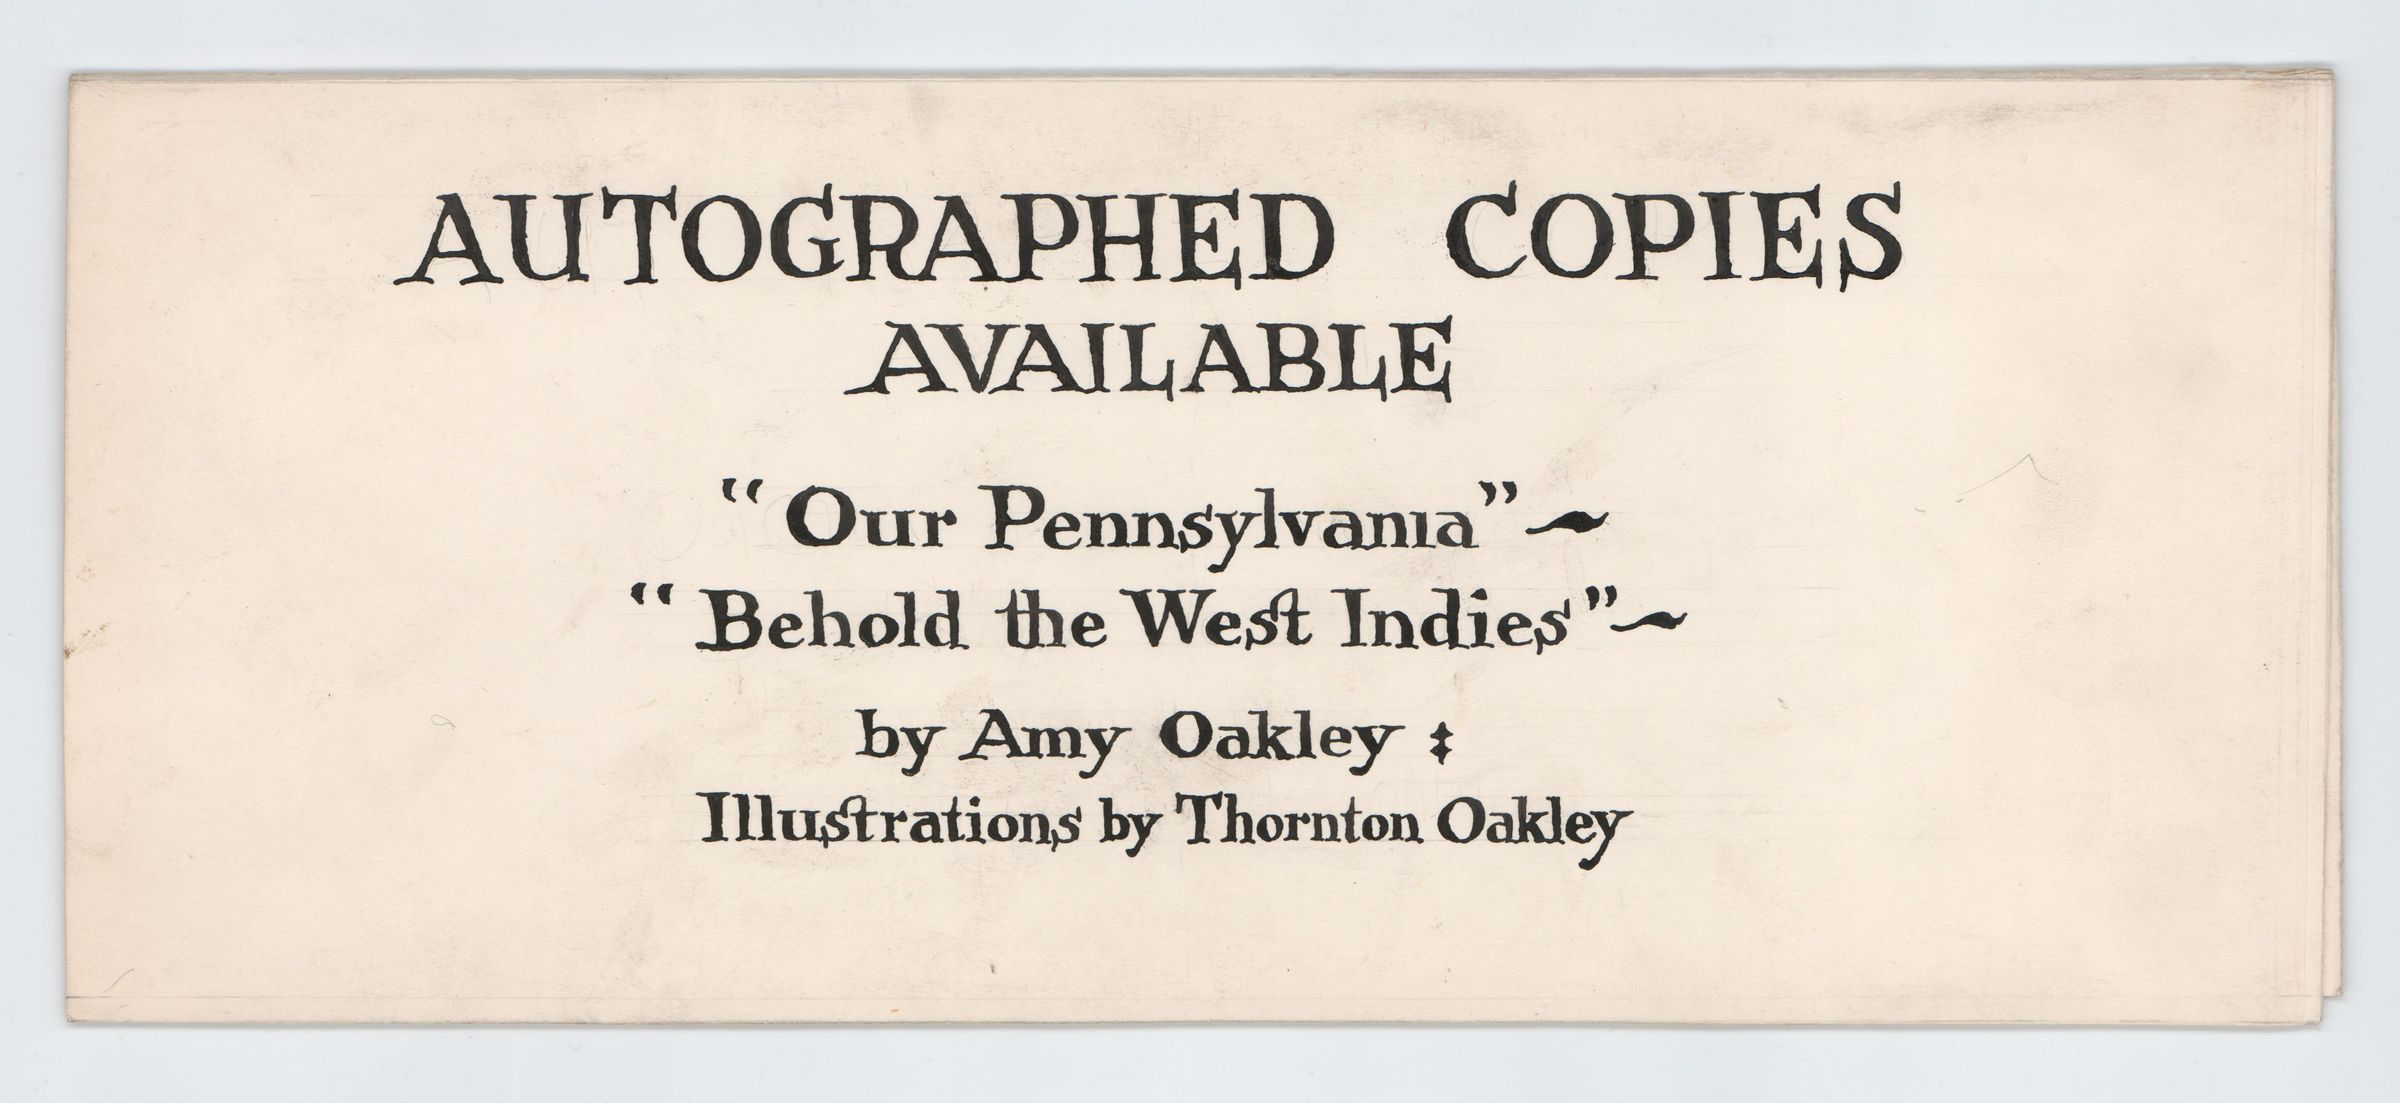 AUTOGRAPHED COPIES
AVAILABLE
"Our Pennsylvania" ~
"Behold the West Indies" ~
by Amy Oakley ‡
Illustrations by Thornton Oakley